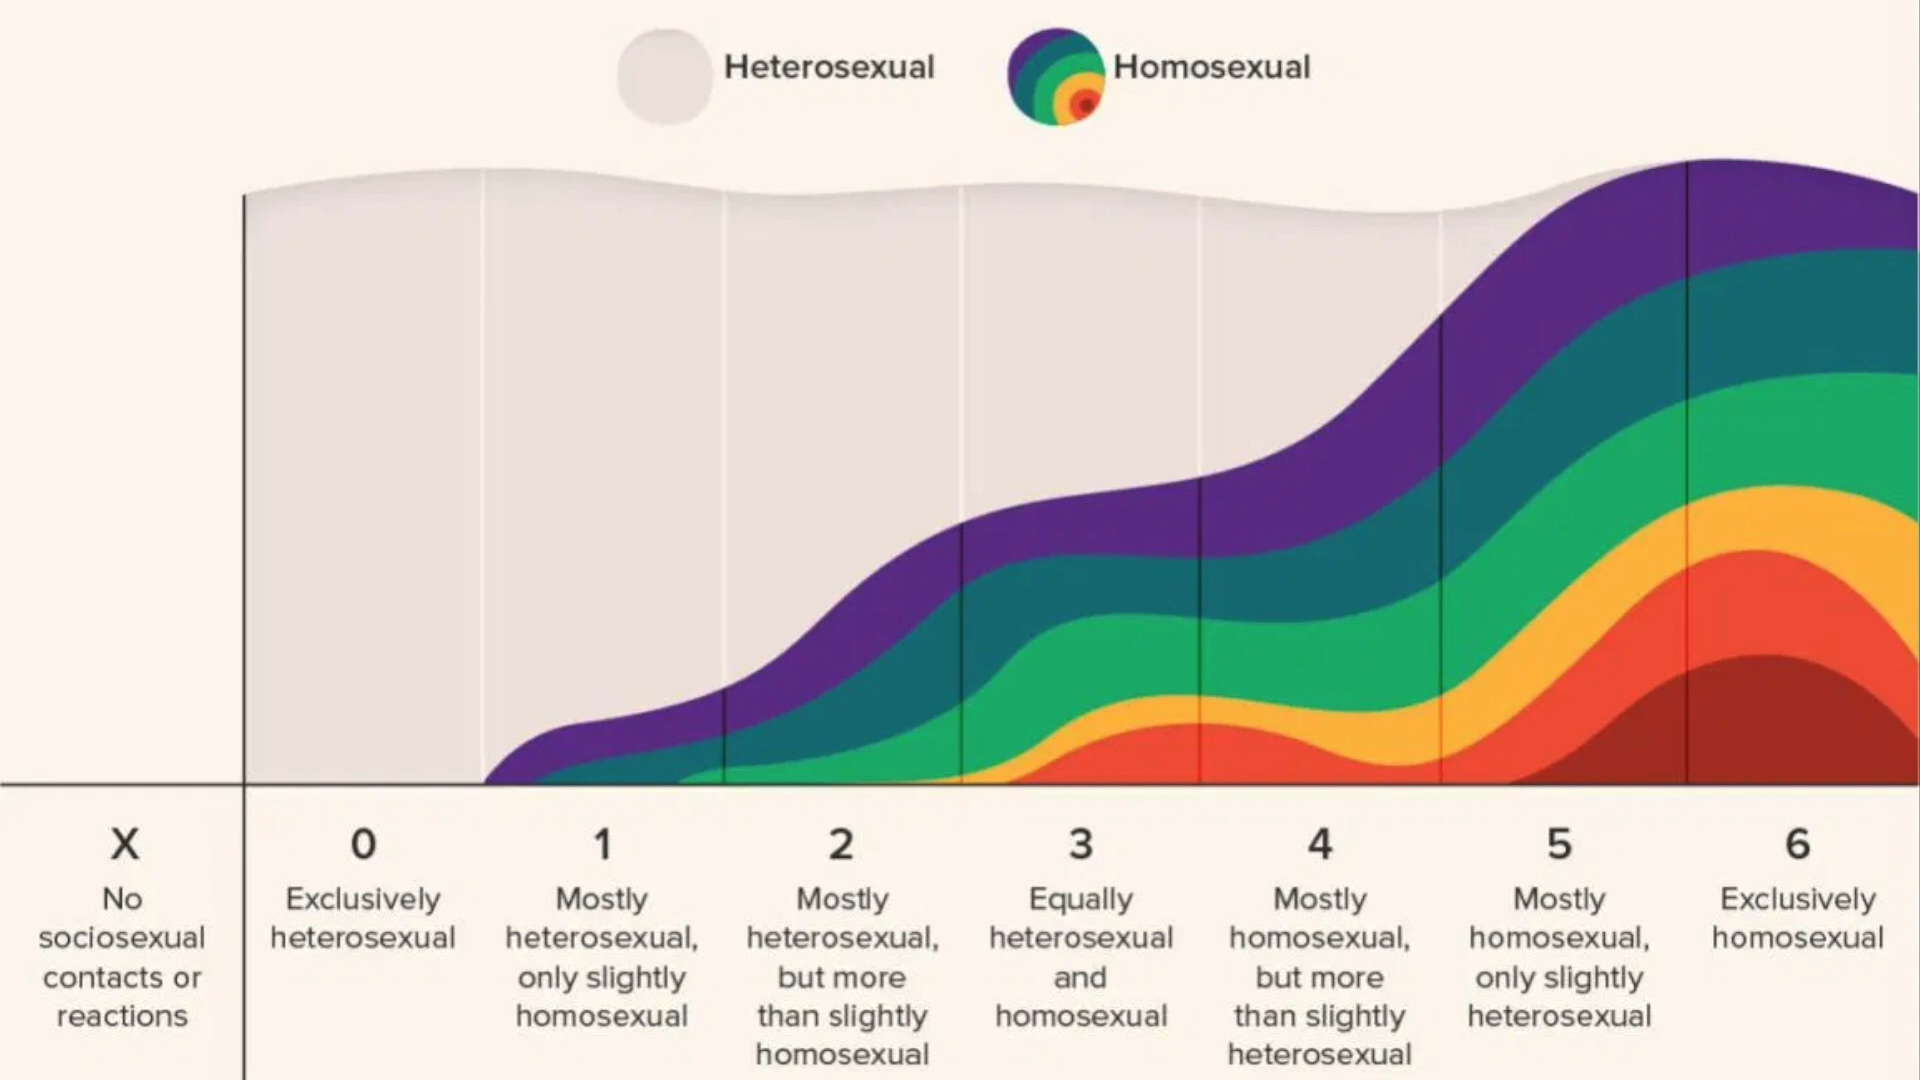 Heterosexual
Homosexual
X
No
sociosexual
contacts or
reactions
0
Exclusively
heterosexual
1
Mostly
heterosexual,
only slightly
homosexual
2
Mostly
heterosexual,
but more
than slightly
homosexual
3
Equally
heterosexual
and
homosexual
4
Mostly
homosexual,
but more
than slightly
heterosexual
5
Mostly
homosexual,
only slightly
heterosexual
6
Exclusively
homosexual